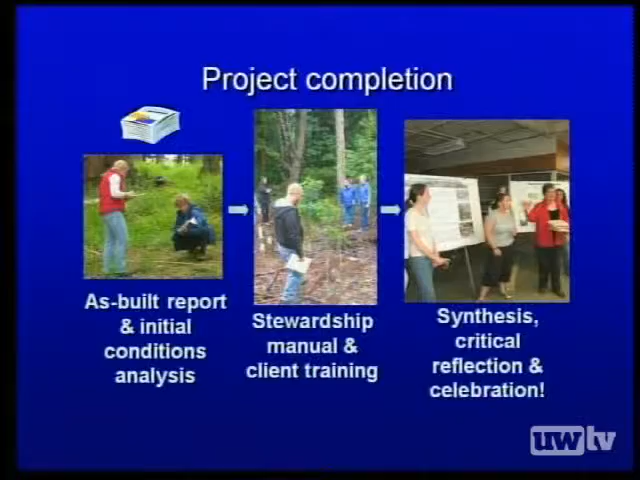 Project completion
As-built report
& initial
conditions
analysis
Stewardship
manual &
client training
Synthesis,
critical
reflection &
celebration!
uwtv